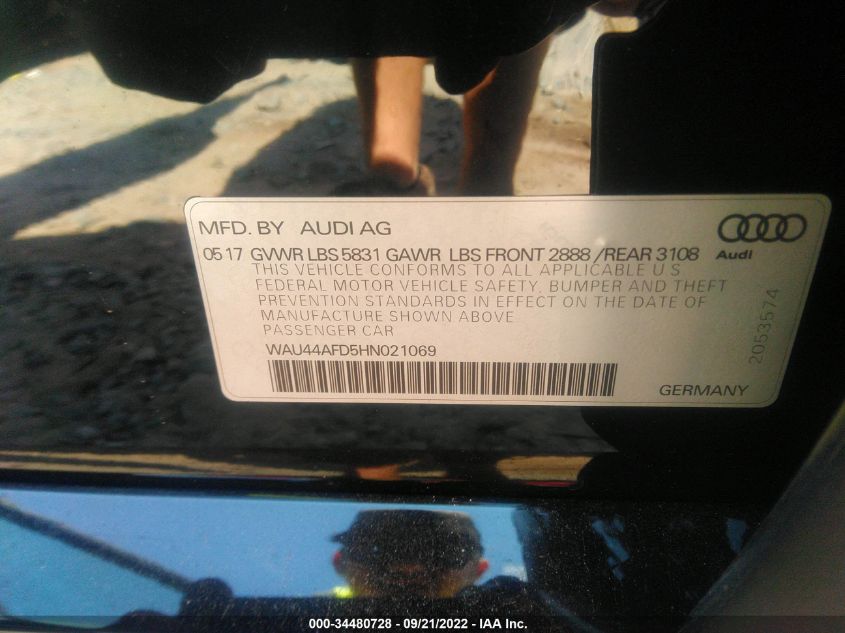 MFD. BY AUDI AG
05 17 GVWR LBS 5831 GAWR LBS FRONT 2888 /REAR 3108
Audi
THIS VEHICLE CONFORMS TO ALL APPLICABLE U S
FEDERAL MOTOR VEHICLE SAFETY, BUMPER AND THEFT
PREVENTION STANDARDS IN EFFECT ON THE DATE OF
MANUFACTURE SHOWN ABOVE
PASSENGER CAR
2053574
WAU44AFD5HN021069
GERMANY
000-34480728 - 09/21/2022 - IAA Inc.